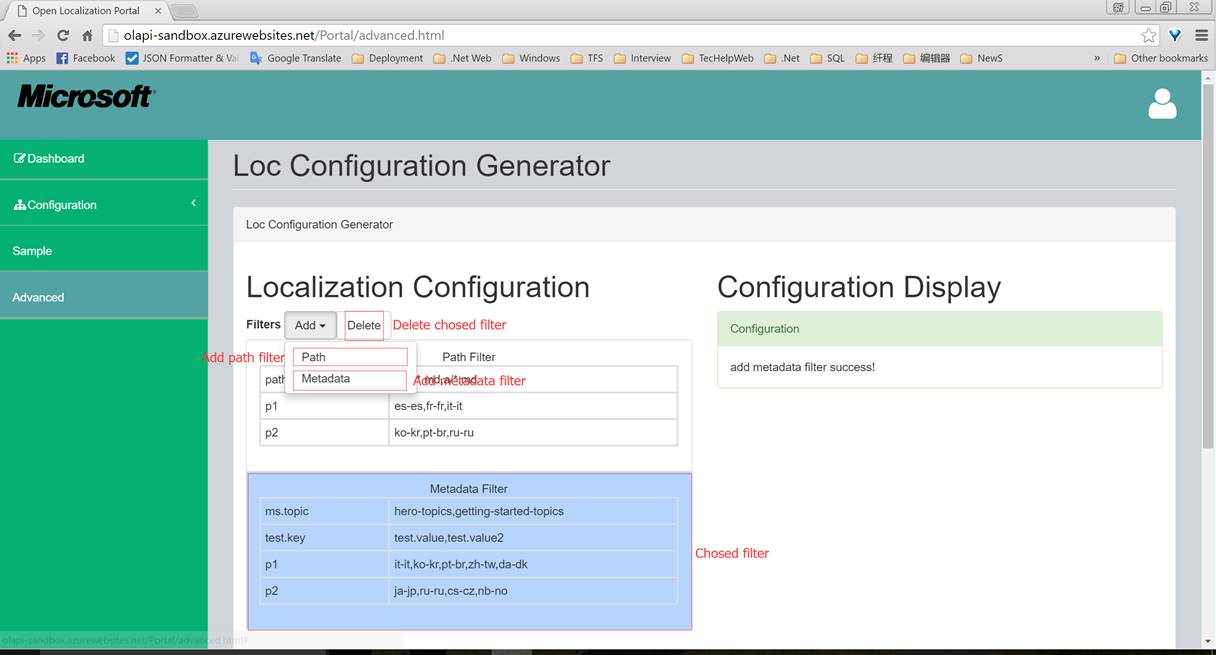 Open Localization Portal
olapi-sandbox.azurewebsites.net/Portal/advanced.html
Apps Facebook JSON Formatter & Val Google Translate Deployment .Net Web Windows TFS Interview TecHelpWeb .Net SQL 纤程 编辑器 NewS » Other bookmarks
Microsoft
Dashboard
Configuration
Sample
Advanced
Loc Configuration Generator
Loc Configuration Generator
Localization Configuration
Filters Add Delete Delete chosed filter
Add path filter Path
Metadata Add metadata filter
Path Filter
path
p1 es-es,fr-fr,it-it
p2 ko-kr,pt-br,ru-ru
Metadata Filter
ms.topic hero-topics,getting-started-topics
test.key test.value,test.value2
p1 it-it,ko-kr,pt-br,zh-tw,da-dk
p2 ja-jp,ru-ru,cs-cz,nb-no
Chosed filter
Configuration Display
Configuration
add metadata filter success!
olapi-sandbox.azurewebsites.net/Portal/advanced.html#